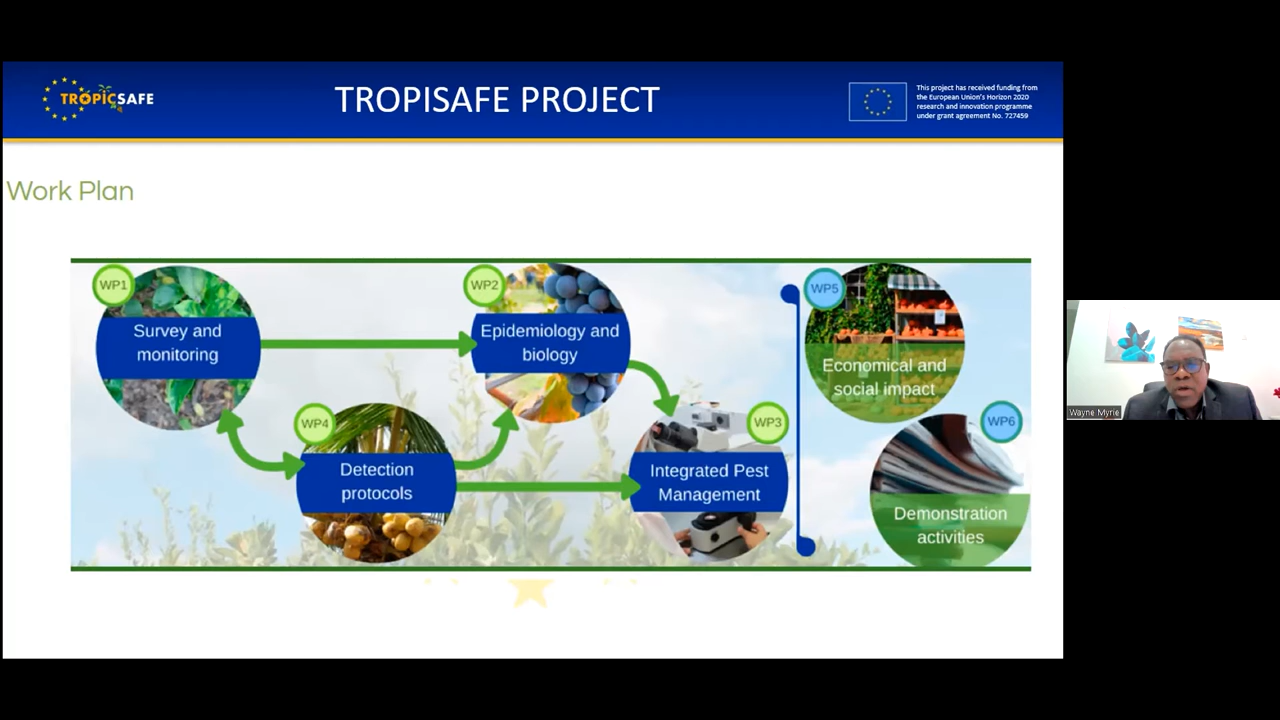 TROPICSAFE
TROPISAFE PROJECT
This project has received funding from
the European Union's Horizon 2020
research and innovation programme
under grant agreement No. 727459
Work Plan
WP1
Survey and
monitoring
WP2
Epidemiology and
biology
WP4
Detection
protocols
WP3
Integrated Pest
Management
WP5
Economical and
social impact
WP6
Demonstration
activities
Wayne Myrie